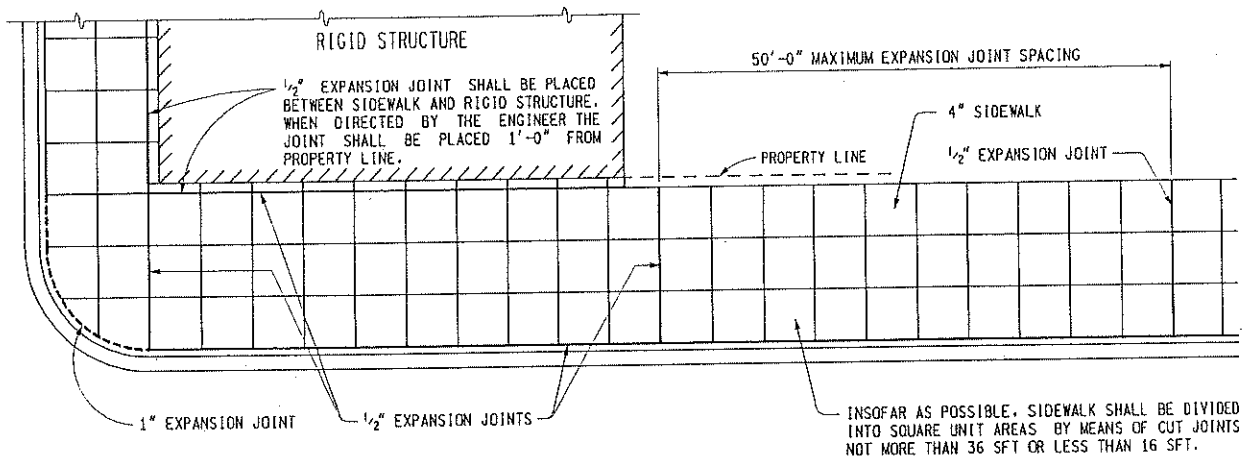 RIGID STRUCTURE
1/2" EXPANSION JOINT SHALL BE PLACED
BETWEEN SIDEWALK AND RIGID STRUCTURE.
WHEN DIRECTED BY THE ENGINEER THE
JOINT SHALL BE PLACED 1'-0" FROM
PROPERTY LINE.
50'-0" MAXIMUM EXPANSION JOINT SPACING
4" SIDEWALK
PROPERTY LINE
1/2" EXPANSION JOINT
1" EXPANSION JOINT
1/2" EXPANSION JOINTS
INSOFAR AS POSSIBLE, SIDEWALK SHALL BE DIVIDED
INTO SQUARE UNIT AREAS BY MEANS OF CUT JOINTS
NOT MORE THAN 36 SFT OR LESS THAN 16 SFT.